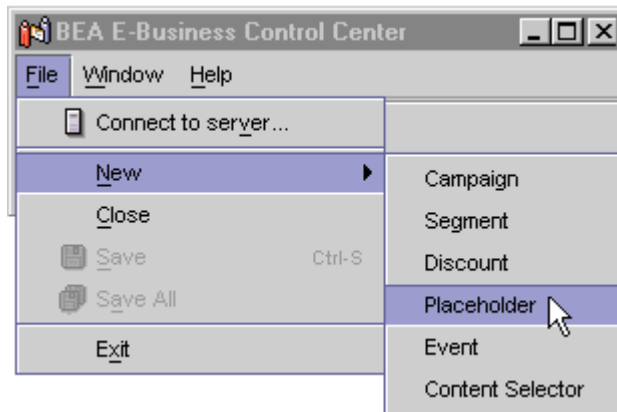 BEA E-Business Control Center
File Window Help
Connect to server...
New
Campaign
Close
Segment
Save Ctrl-S
Discount
Save All
Placeholder
Exit
Event
Content Selector